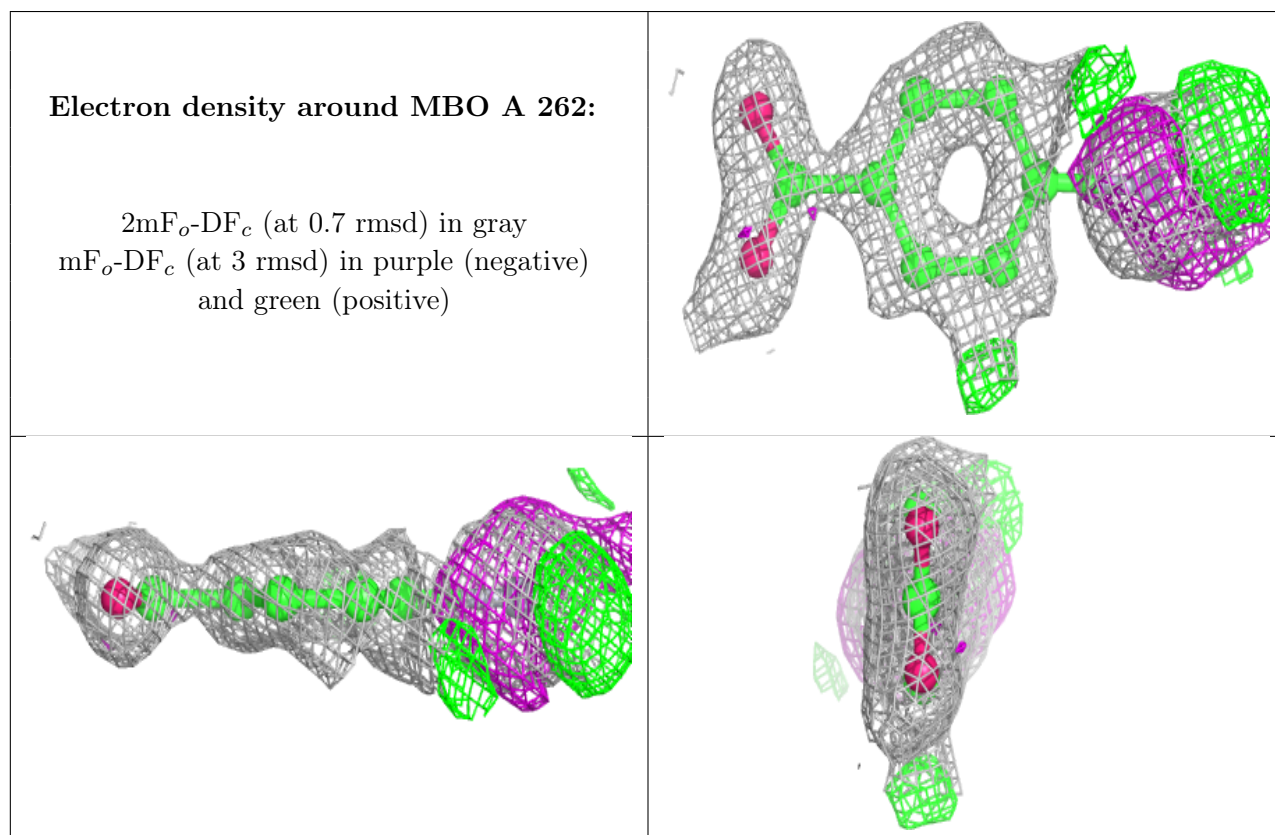 Electron density around MBO A 262:
2mFₒ-DF𝑐 (at 0.7 rmsd) in gray
mFₒ-DF𝑐 (at 3 rmsd) in purple (negative)
and green (positive)